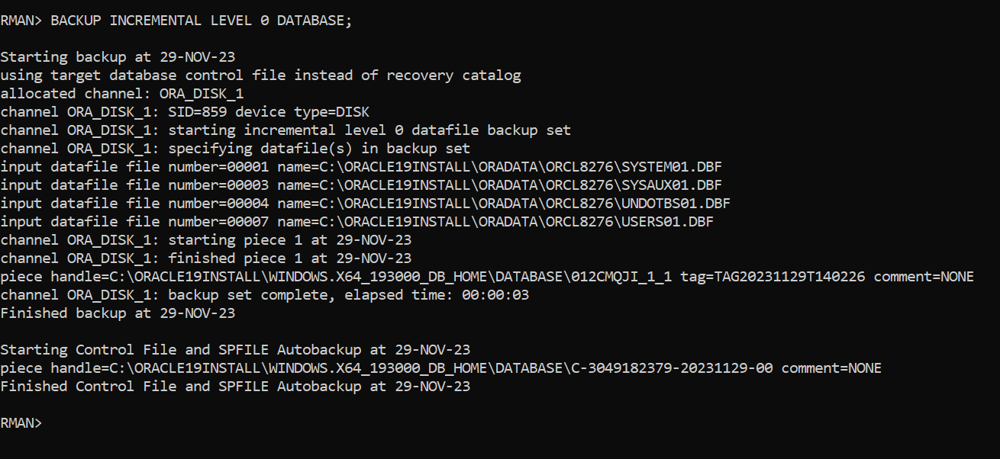 RMAN> BACKUP INCREMENTAL LEVEL 0 DATABASE;
Starting backup at 29-NOV-23
using target database control file instead of recovery catalog
allocated channel: ORA_DISK_1
channel ORA_DISK_1: SID=859 device type=DISK
channel ORA_DISK_1: starting incremental level 0 datafile backup set
channel ORA_DISK_1: specifying datafile(s) in backup set
input datafile file number=00001 name=C:\ORACLE19INSTALL\ORADATA\ORCL8276\SYSTEM01.DBF
input datafile file number=00003 name=C:\ORACLE19INSTALL\ORADATA\ORCL8276\SYSAUX01.DBF
input datafile file number=00004 name=C:\ORACLE19INSTALL\ORADATA\ORCL8276\UNDOTBS01.DBF
input datafile file number=00007 name=C:\ORACLE19INSTALL\ORADATA\ORCL8276\USERS01.DBF
channel ORA_DISK_1: starting piece 1 at 29-NOV-23
channel ORA_DISK_1: finished piece 1 at 29-NOV-23
piece handle=C:\ORACLE19INSTALL\WINDOWS.X64_193000_DB_HOME\DATABASE\012CMQJI_1_1 tag=TAG20231129T140226 comment=NONE
channel ORA_DISK_1: backup set complete, elapsed time: 00:00:03
Finished backup at 29-NOV-23
Starting Control File and SPFILE Autobackup at 29-NOV-23
piece handle=C:\ORACLE19INSTALL\WINDOWS.X64_193000_DB_HOME\DATABASE\C-3049182379-20231129-00 comment=NONE
Finished Control File and SPFILE Autobackup at 29-NOV-23
RMAN>